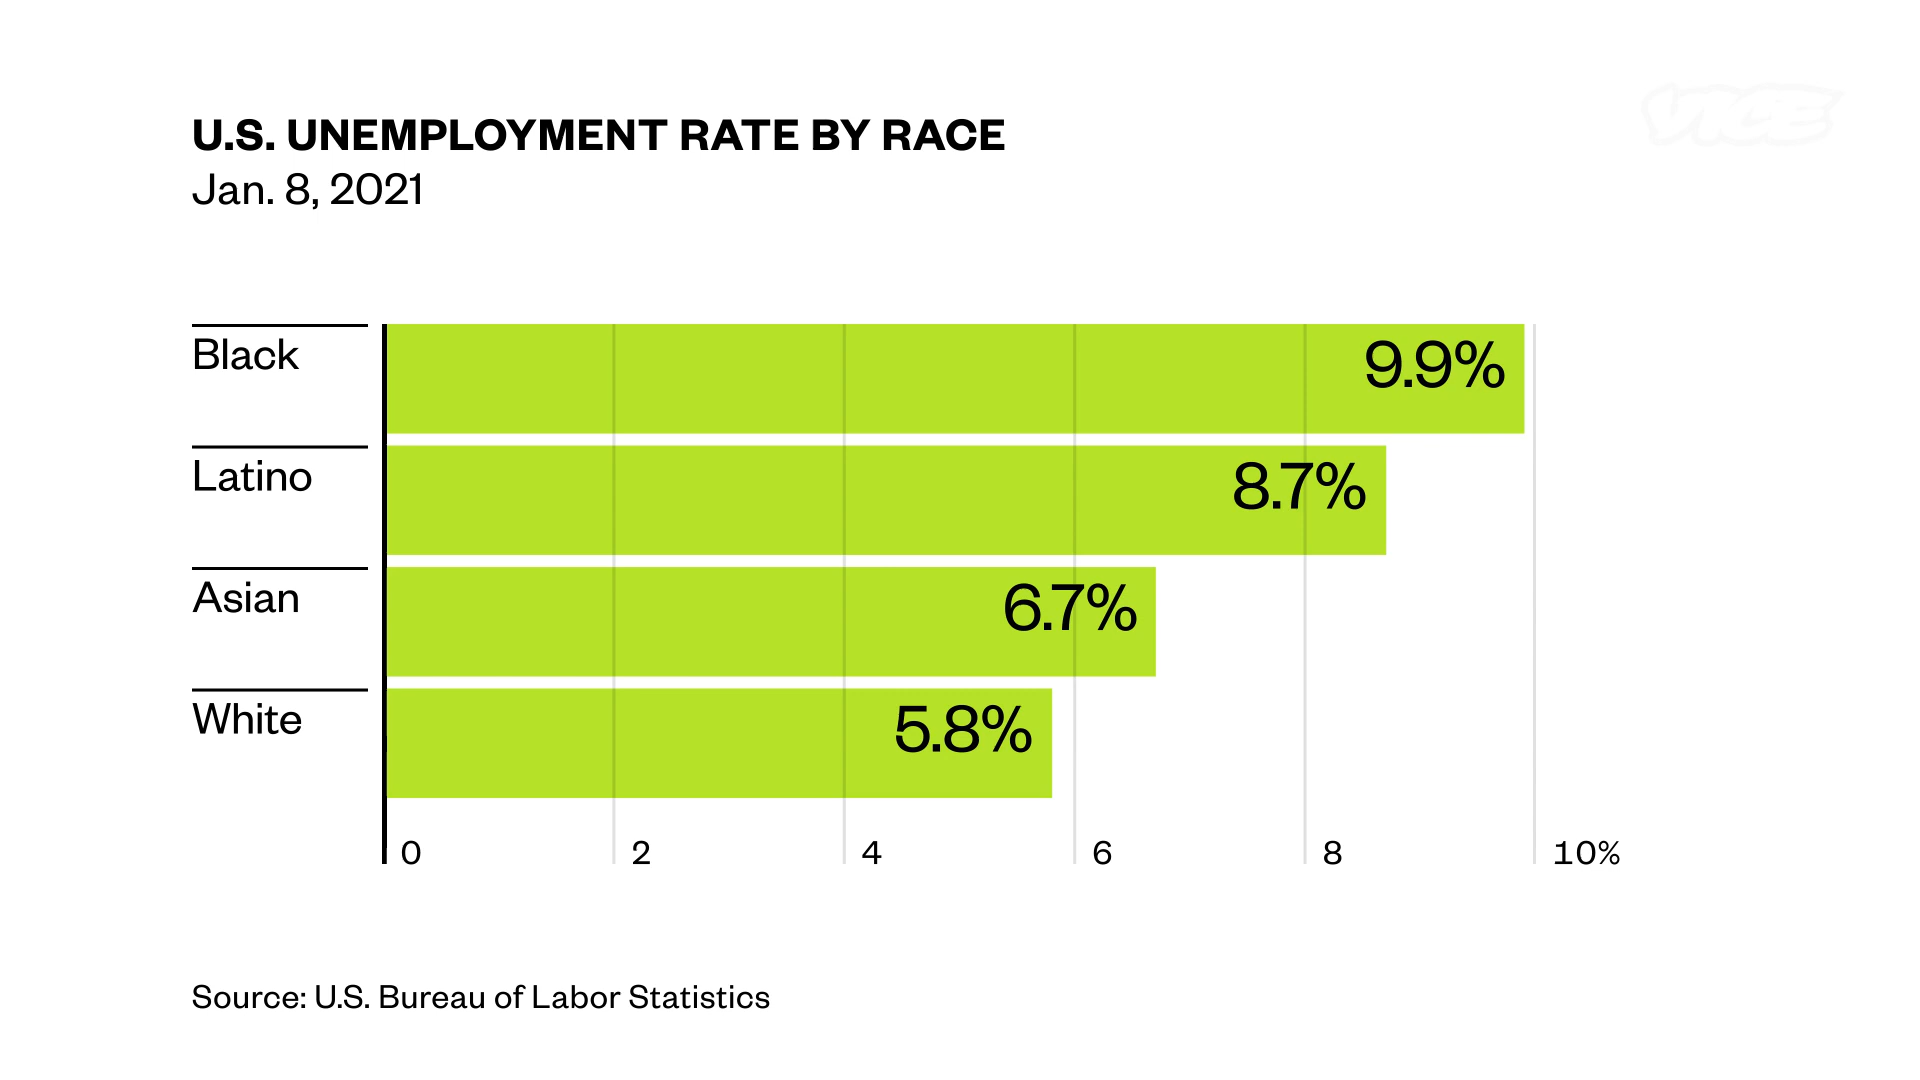 VICE
U.S. UNEMPLOYMENT RATE BY RACE
Jan. 8, 2021
Black
9.9%
Latino
8.7%
Asian
6.7%
White
5.8%
0 2 4 6 8 10%
Source: U.S. Bureau of Labor Statistics